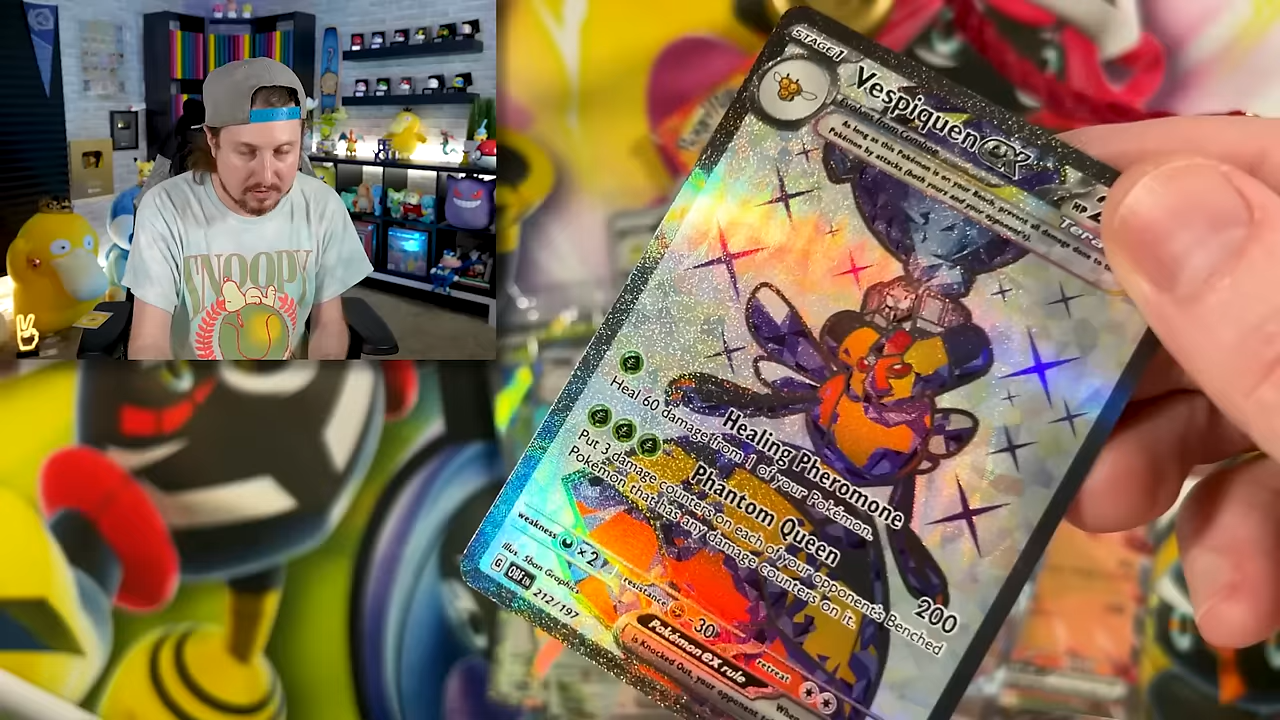 SNOOPY
STAGE 1
Vespiquen ex
Evolves from Combee
HP 2
Tera
As long as this Pokémon is on your Bench, prevent all damage done to
Pokémon by attacks (both yours and your opponent's).
Healing Pheromone
Heal 60 damage from 1 of your Pokémon.
Phantom Queen 200
Put 3 damage counters on each of your opponent's Benched
Pokémon that has any damage counters on it.
weakness ×2 resistance -30 retreat
Illus. 5ban Graphics
G OBF EN 212/197
Pokémon ex rule
When
is Knocked Out, your opponent